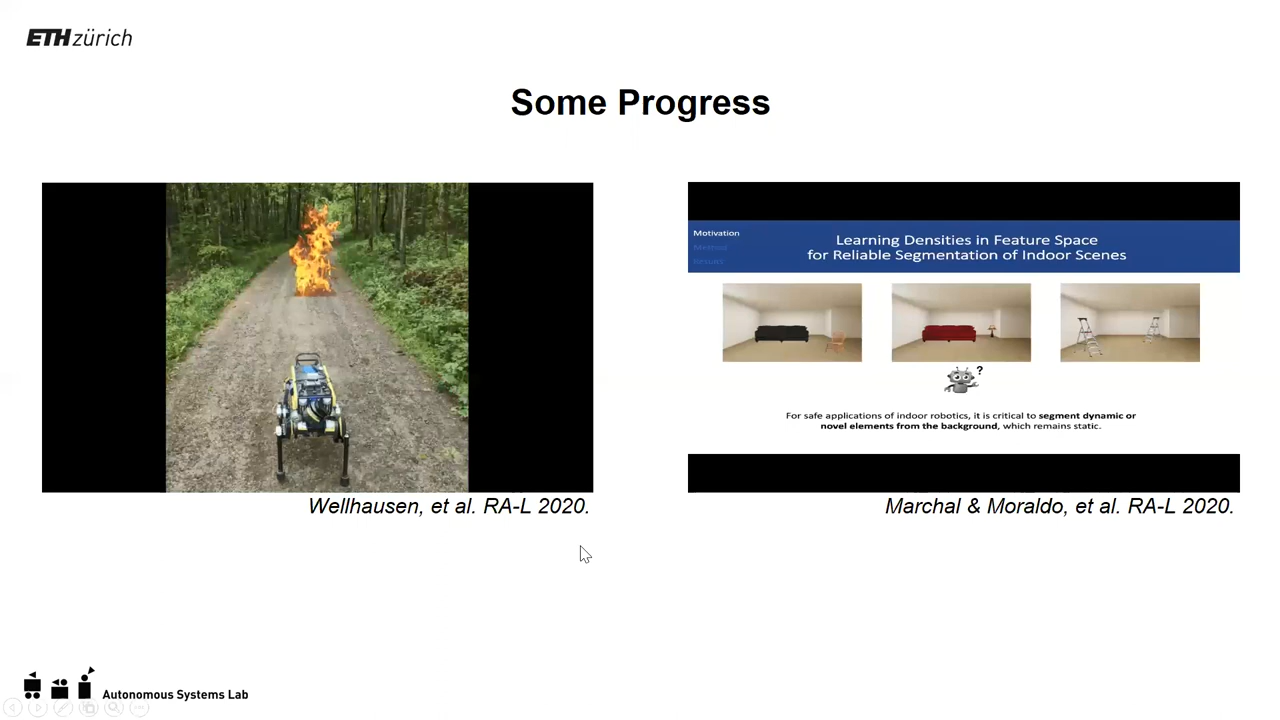 ETH zürich
Some Progress
Motivation
Method
Results
Learning Densities in Feature Space
for Reliable Segmentation of Indoor Scenes
?
For safe applications of indoor robotics, it is critical to segment dynamic or
novel elements from the background, which remains static.
Wellhausen, et al. RA-L 2020.
Marchal & Moraldo, et al. RA-L 2020.
Autonomous Systems Lab